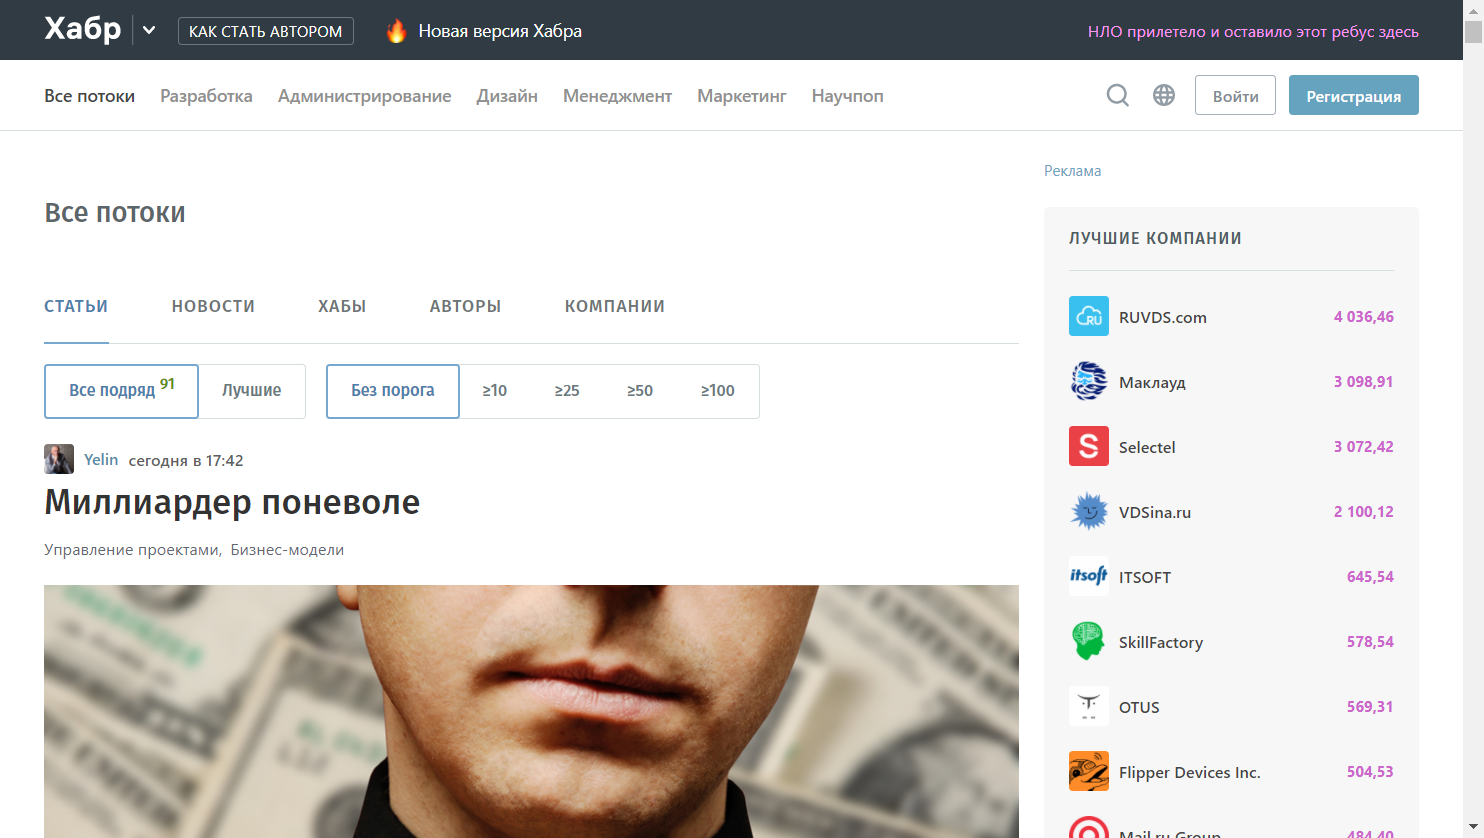 Хабр
КАК СТАТЬ АВТОРОМ
Новая версия Хабра
НЛО прилетело и оставило этот ребус здесь
Все потоки Разработка Администрирование Дизайн Менеджмент Маркетинг Научпоп
Войти
Регистрация
Реклама
Все потоки
СТАТЬИ НОВОСТИ ХАБЫ АВТОРЫ КОМПАНИИ
Все подряд 91 Лучшие
Без порога ≥10 ≥25 ≥50 ≥100
Yelin сегодня в 17:42
Миллиардер поневоле
Управление проектами, Бизнес-модели
ЛУЧШИЕ КОМПАНИИ
RU
RUVDS.com 4 036,46
Маклауд 3 098,91
S
Selectel 3 072,42
VDSina.ru 2 100,12
itsoft
ITSOFT 645,54
SkillFactory 578,54
OTUS 569,31
Flipper Devices Inc. 504,53
Mail.ru Group 484,40